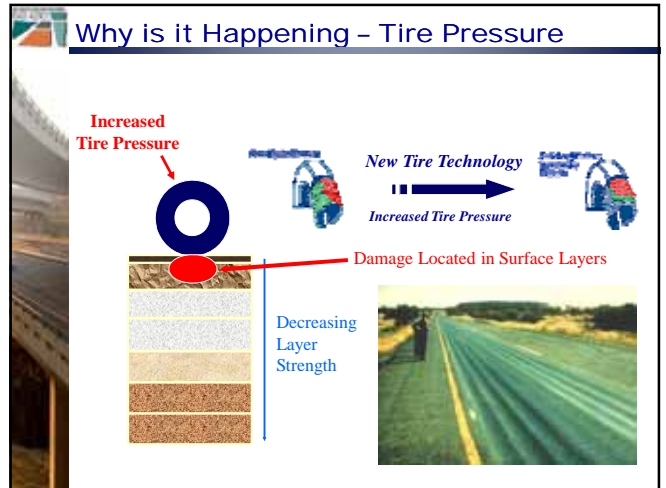 Why is it Happening – Tire Pressure
Increased
Tire Pressure
New Tire Technology
Increased Tire Pressure
Damage Located in Surface Layers
Decreasing
Layer
Strength